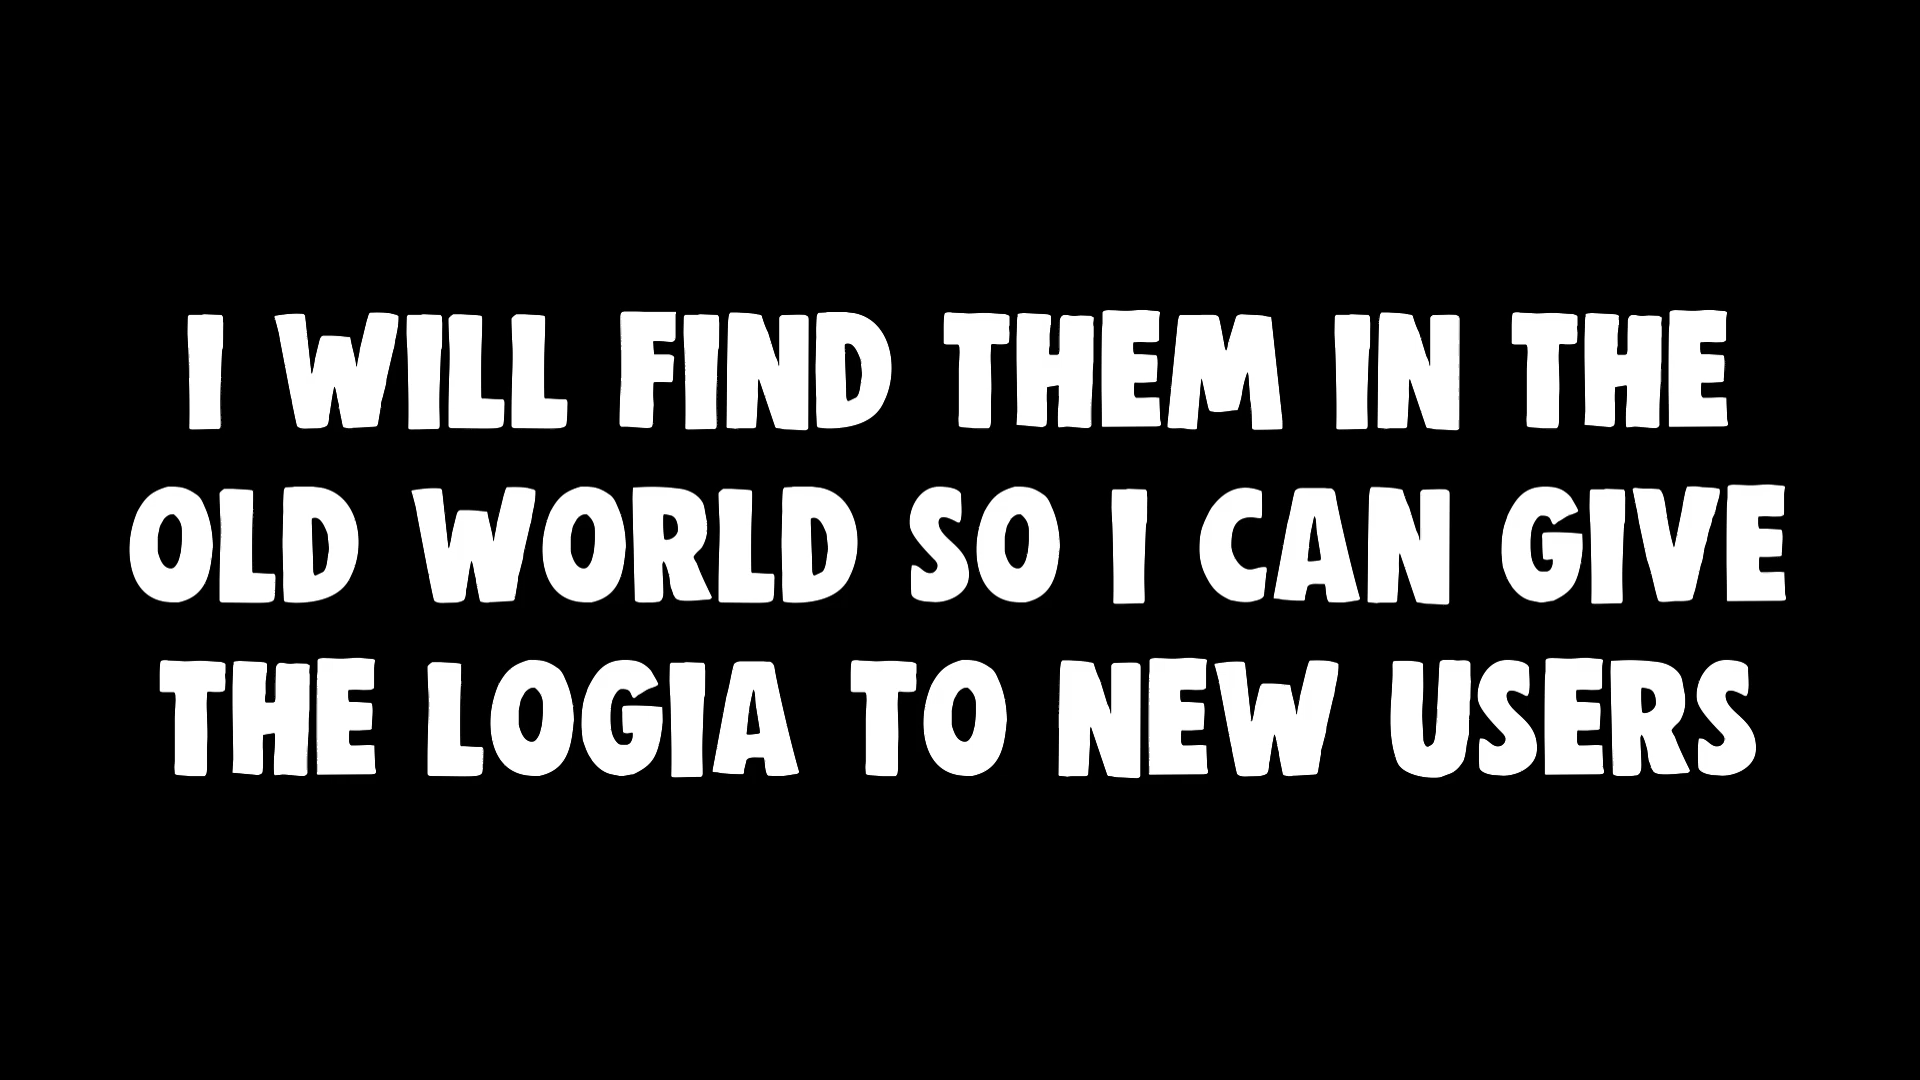 I WILL FIND THEM IN THE
OLD WORLD SO I CAN GIVE
THE LOGIA TO NEW USERS